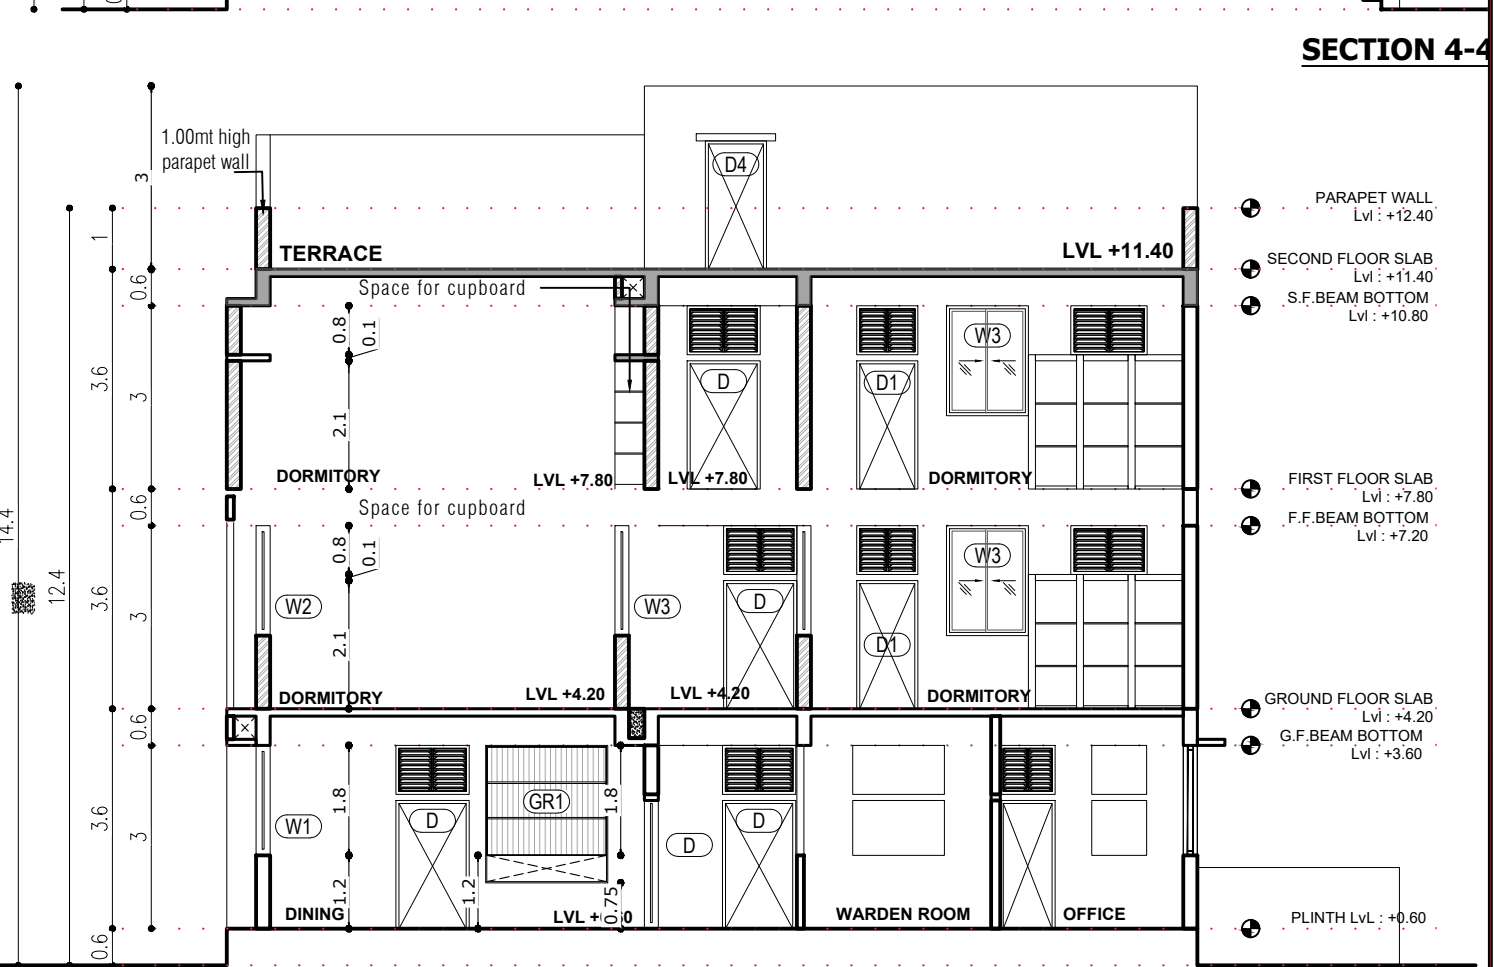 SECTION 4-4
1.00mt high
parapet wall
3
D4
PARAPET WALL
Lvl : +12.40
1
TERRACE
LVL +11.40
SECOND FLOOR SLAB
Lvl : +11.40
0.6
Space for cupboard
S.F.BEAM BOTTOM
Lvl : +10.80
0.8
0.1
W3
3.6
3
D
D1
2.1
DORMITORY
LVL +7.80
LVL +7.80
DORMITORY
FIRST FLOOR SLAB
Lvl : +7.80
0.6
Space for cupboard
F.F.BEAM BOTTOM
Lvl : +7.20
14.4
12.4
0.8
0.1
W3
3.6
3
W2
W3
D
D1
2.1
DORMITORY
LVL +4.20
LVL +4.20
DORMITORY
GROUND FLOOR SLAB
Lvl : +4.20
0.6
G.F.BEAM BOTTOM
Lvl : +3.60
1.8
GR1
1.8
3.6
3
W1
D
D
D
1.2
1.2
0.75
DINING
WARDEN ROOM
OFFICE
PLINTH LvL : +0.60
0.6